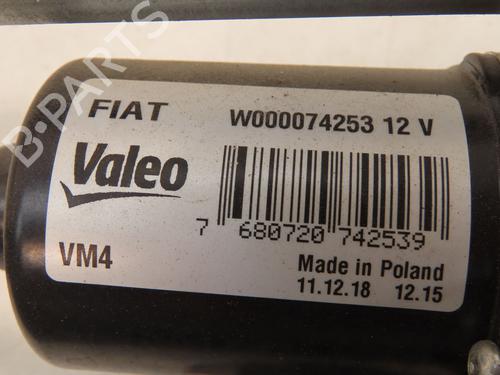 B-PARTS
FIAT W000074253 12 V
Valeo
7 680720 742539
VM4 Made in Poland
11.12.18 12.15